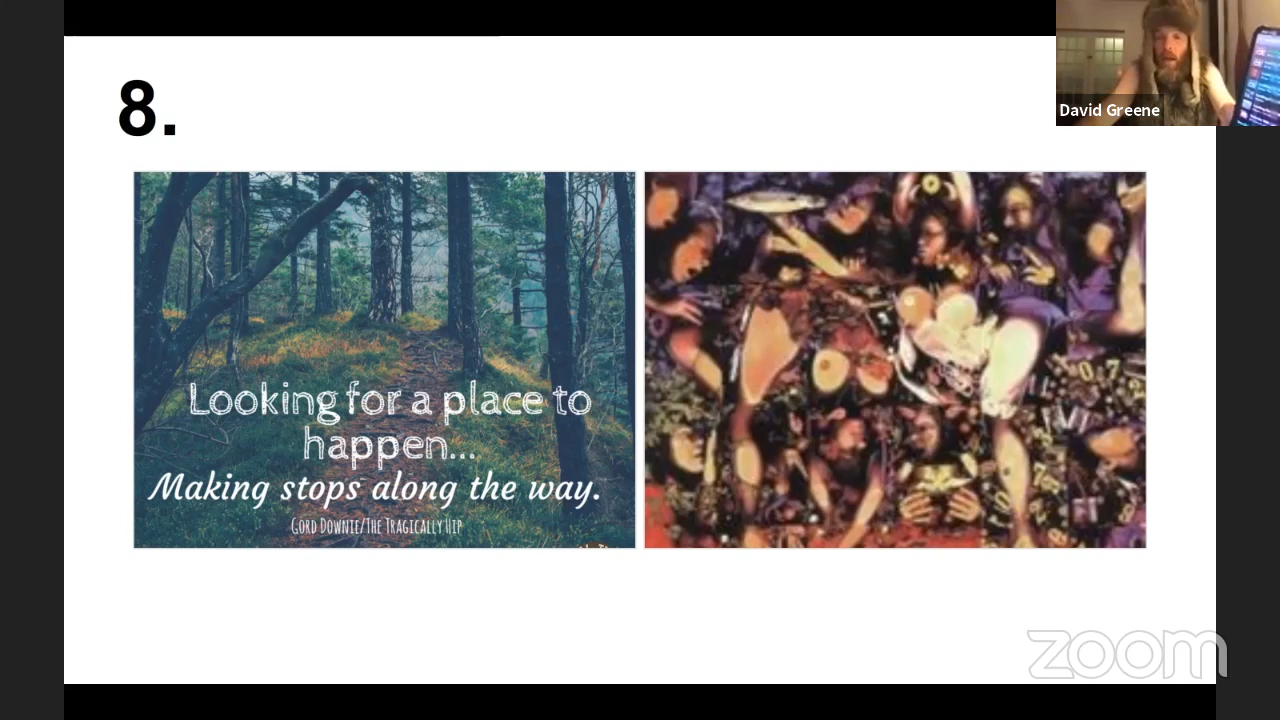 8.
David Greene
Looking for a place to
happen...
Making stops along the way.
Gord Downie/The Tragically Hip
zoom